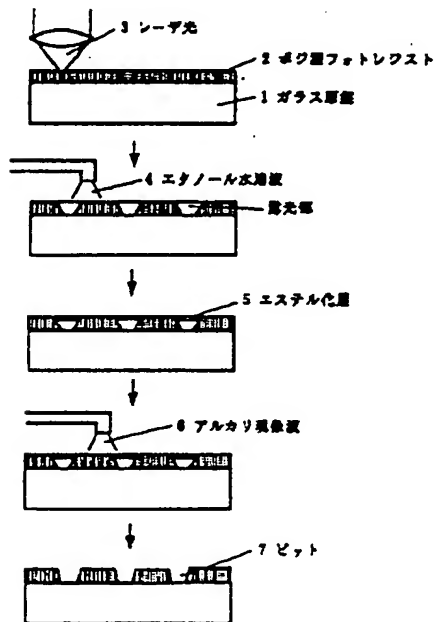 3 レーザ光
2 ポジ型フォトレジスト
1 ガラス原盤
4 エタノール水溶液
露光部
5 エステル化層
6 アルカリ現像液
7 ピット